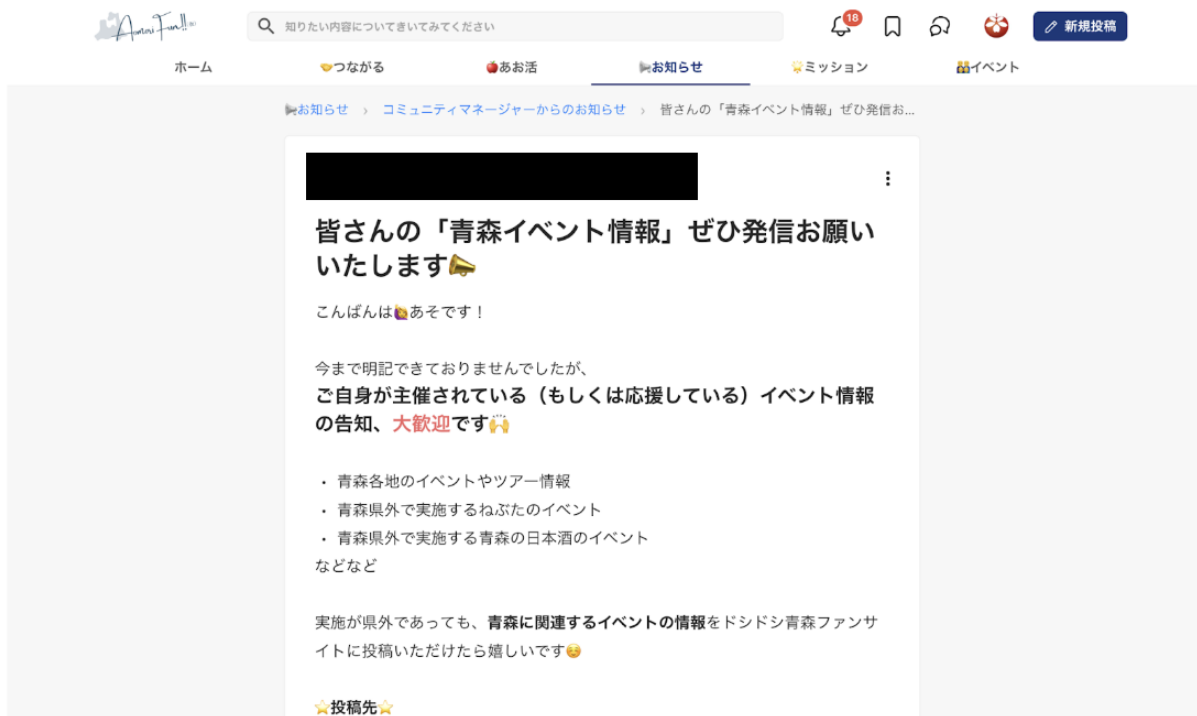 Aomori Fun!!
知りたい内容についてきいてみてください
18
新規投稿
ホーム
つながる
あお活
お知らせ
ミッション
イベント
お知らせ › コミュニティマネージャーからのお知らせ › 皆さんの「青森イベント情報」ぜひ発信お...
皆さんの「青森イベント情報」ぜひ発信お願い
いたします📣
こんばんは🙋あそです！
今まで明記できておりませんでしたが、
ご自身が主催されている（もしくは応援している）イベント情報
の告知、大歓迎です🙌
・ 青森各地のイベントやツアー情報
・ 青森県外で実施するねぶたのイベント
・ 青森県外で実施する青森の日本酒のイベント
などなど
実施が県外であっても、青森に関連するイベントの情報をドシドシ青森ファンサ
イトに投稿いただけたら嬉しいです☺️
⭐投稿先⭐